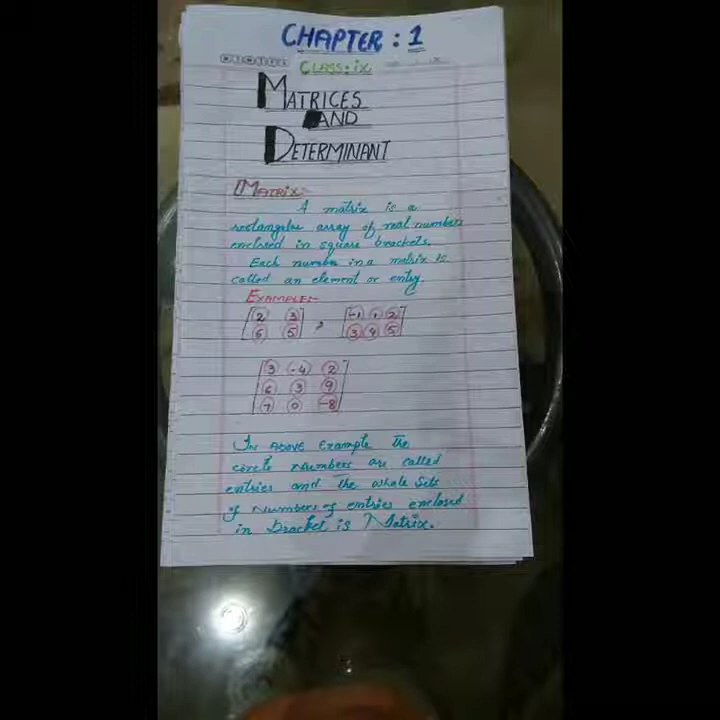 CHAPTER : 1
CLASS: ix
MATRICES
AND
DETERMINANT
MATRIX:-
A matrix is a
rectangular array of real numbers
enclosed in square brackets.
Each number in a matrix is
called an element or entry.
EXAMPLE:-
[2 3 , [-1 1 2
6 5] 3 4 5]
[3 -4 2
6 3 9
7 0 -8]
IN ABOVE Example the
circle Numbers are called
entries and the whole sets
of Numbers of entries enclosed
in Bracket is Matrix.